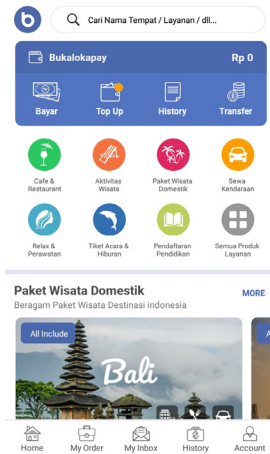 b
Cari Nama Tempat / Layanan / dll...
Bukalokapay
Rp 0
Bayar
Top Up
History
Transfer
Cafe &
Restaurant
Aktivitas
Wisata
Paket Wisata
Domestik
Sewa
Kendaraan
Relax &
Perawatan
Tiket Acara &
Hiburan
Pendaftaran
Pendidikan
Semua Produk
Layanan
Paket Wisata Domestik
MORE
Beragam Paket Wisata Destinasi indonesia
All Include
A
Bali
Home
My Order
My Inbox
History
Account